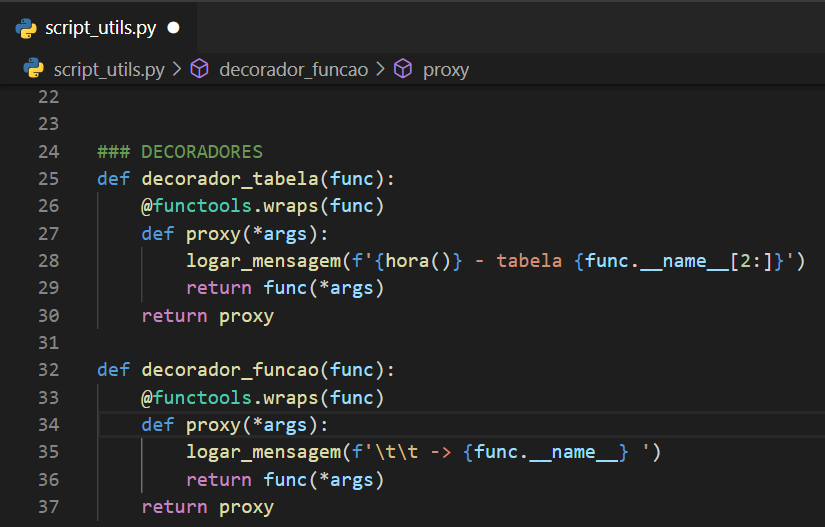 script_utils.py
script_utils.py > decorador_funcao > proxy
22
23
24 ### DECORADORES
25 def decorador_tabela(func):
26     @functools.wraps(func)
27     def proxy(*args):
28         logar_mensagem(f'{hora()} - tabela {func.__name__[2:]}')
29         return func(*args)
30     return proxy
31
32 def decorador_funcao(func):
33     @functools.wraps(func)
34     def proxy(*args):
35         logar_mensagem(f'\t\t -> {func.__name__} ')
36         return func(*args)
37     return proxy